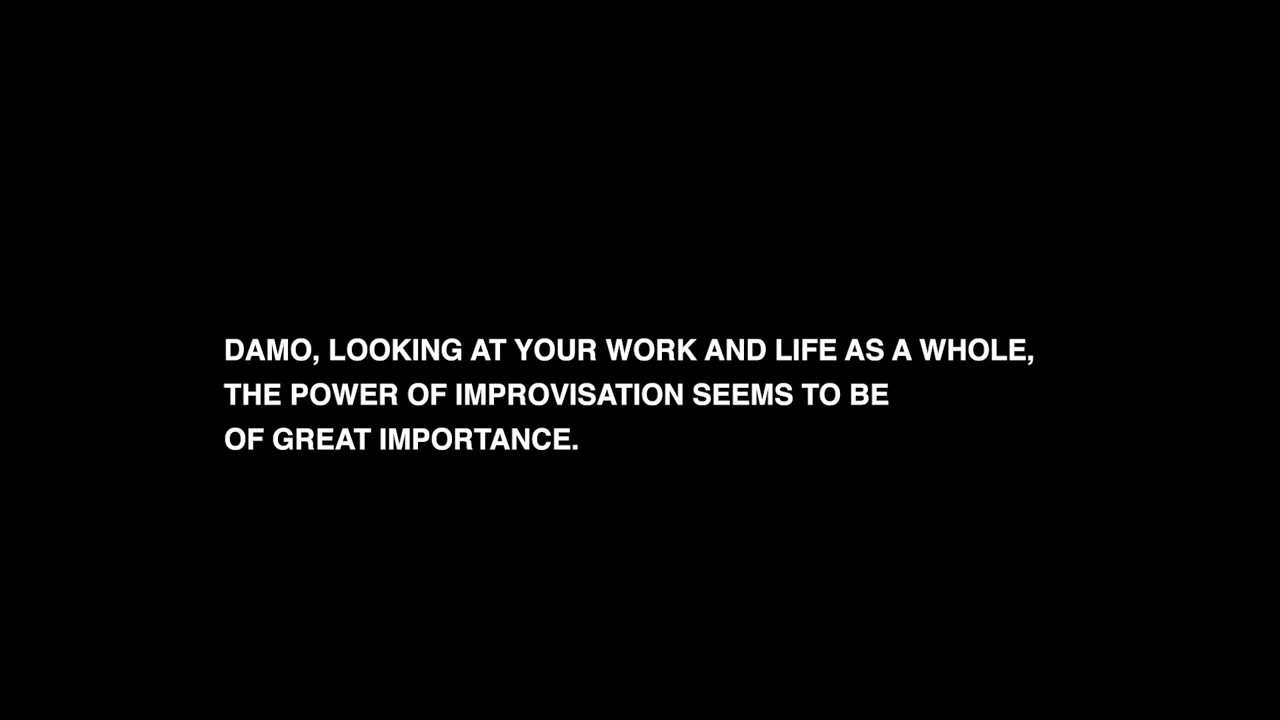 DAMO, LOOKING AT YOUR WORK AND LIFE AS A WHOLE,
THE POWER OF IMPROVISATION SEEMS TO BE
OF GREAT IMPORTANCE.